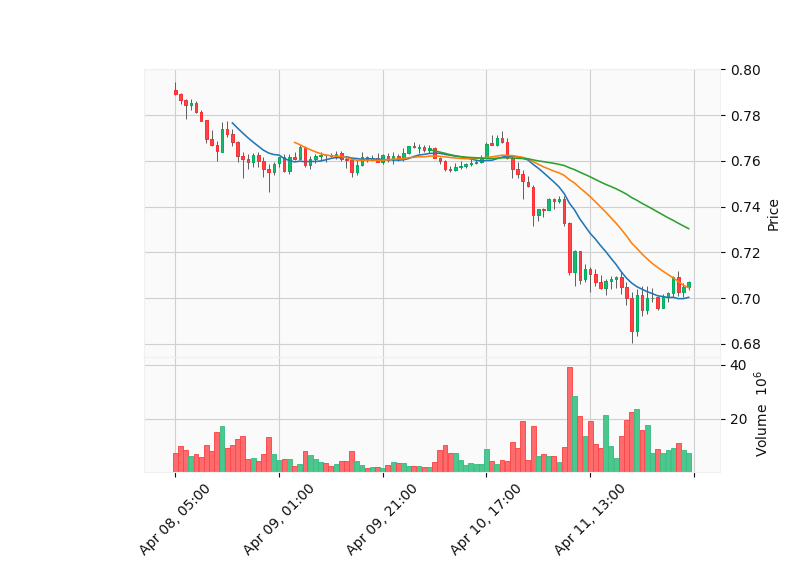 0.80
0.78
0.76
0.74
0.72
0.70
0.68
Price
40
20
Volume 10^6
Apr 08, 05:00
Apr 09, 01:00
Apr 09, 21:00
Apr 10, 17:00
Apr 11, 13:00